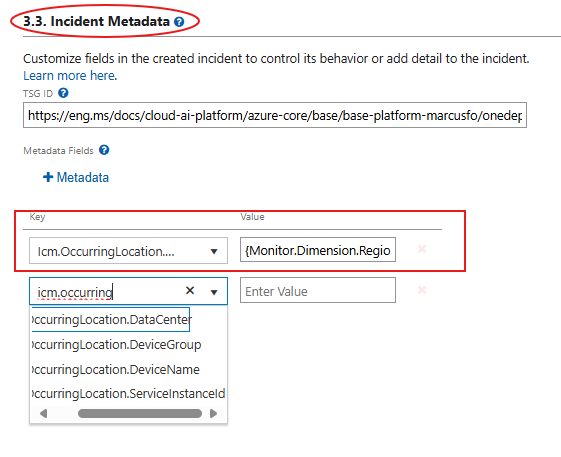 3.3. Incident Metadata ?
Customize fields in the created incident to control its behavior or add detail to the incident.
Learn more here.
TSG ID ?
https://eng.ms/docs/cloud-ai-platform/azure-core/base/base-platform-marcusfo/onedep
Metadata Fields ?
+ Metadata
Key Value
Icm.OccurringLocation.... {Monitor.Dimension.Regio
icm.occurring × Enter Value
OccurringLocation.DataCenter
OccurringLocation.DeviceGroup
OccurringLocation.DeviceName
OccurringLocation.ServiceInstanceId